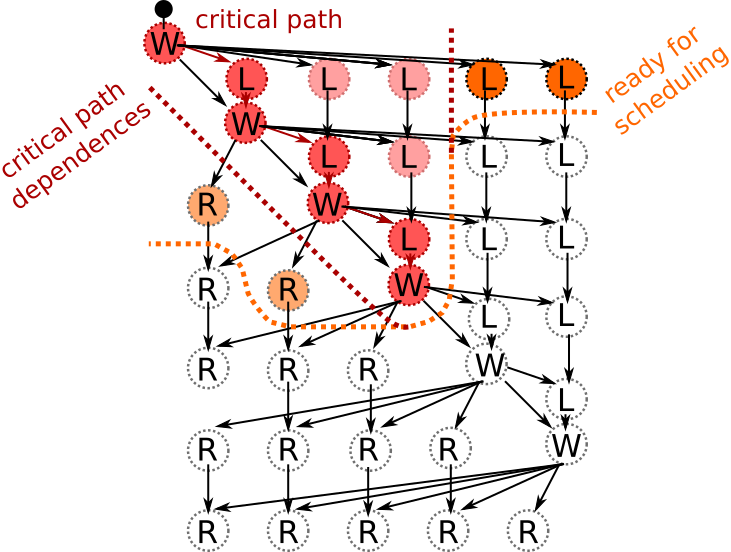 critical path
W
L L L L L
ready for
scheduling
critical path
dependences
W
L L L L
R W L L
L
R R W
L L
R R R W
L
R R R R W
R R R R R